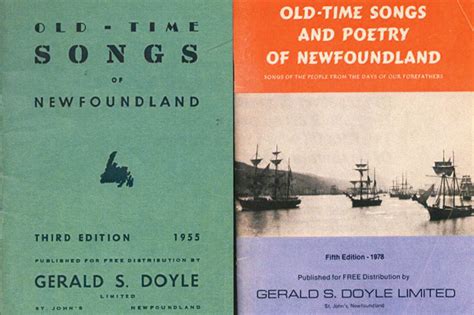 OLD-TIME
SONGS
OF
NEWFOUNDLAND
THIRD EDITION 1955
PUBLISHED FOR FREE DISTRIBUTION BY
GERALD S. DOYLE
LIMITED
ST. JOHN'S NEWFOUNDLAND
OLD-TIME SONGS
AND POETRY
OF NEWFOUNDLAND
SONGS OF THE PEOPLE FROM THE DAYS OF OUR FOREFATHERS
Fifth Edition - 1978
Published for FREE Distribution by
GERALD S. DOYLE LIMITED
St. John's, Newfoundland